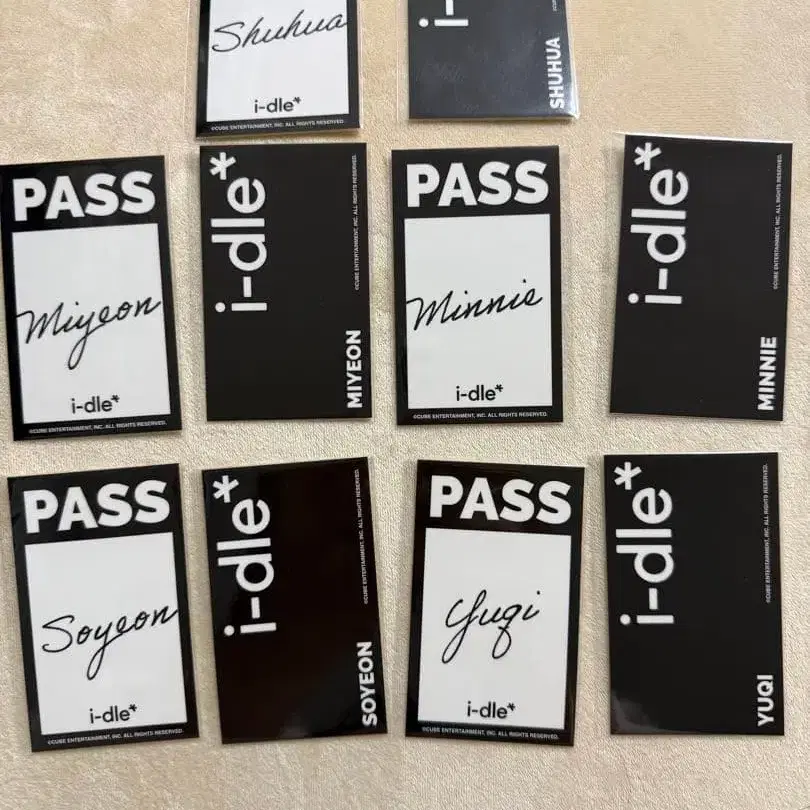 Shuhua
i-dle*
©CUBE ENTERTAINMENT, INC. ALL RIGHTS RESERVED.
i-
SHUHUA
PASS
Miyeon
i-dle*
©CUBE ENTERTAINMENT, INC. ALL RIGHTS RESERVED.
i-dle*
©CUBE ENTERTAINMENT, INC. ALL RIGHTS RESERVED.
MIYEON
PASS
Minnie
i-dle*
©CUBE ENTERTAINMENT, INC. ALL RIGHTS RESERVED.
i-dle*
©CUBE ENTERTAINMENT, INC. ALL RIGHTS RESERVED.
MINNIE
PASS
Soyeon
i-dle*
©CUBE ENTERTAINMENT, INC. ALL RIGHTS RESERVED.
i-dle*
©CUBE ENTERTAINMENT, INC. ALL RIGHTS RESERVED.
SOYEON
PASS
Yuqi
i-dle*
©CUBE ENTERTAINMENT, INC. ALL RIGHTS RESERVED.
i-dle*
©CUBE ENTERTAINMENT, INC. ALL RIGHTS RESERVED.
YUQI